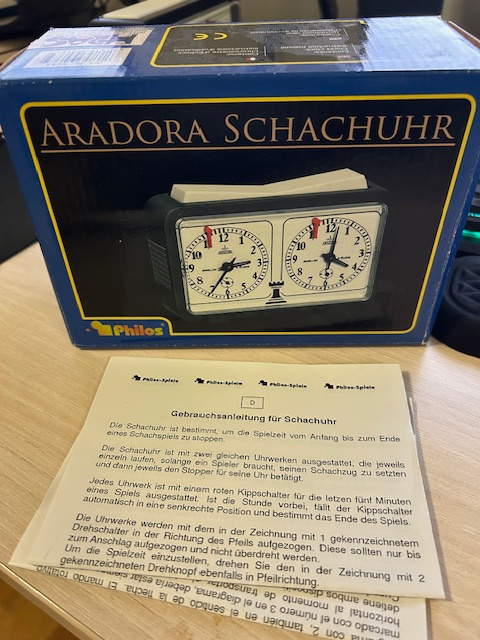 ARADORA SCHACHUHR
Philos
Philos-Spiele Philos-Spiele Philos-Spiele Philos-Spiele
D
Gebrauchsanleitung für Schachuhr
Die Schachuhr ist bestimmt, um die Spielzeit vom Anfang bis zum Ende
eines Schachspiels zu stoppen.
Die Schachuhr ist mit zwei gleichen Uhrwerken ausgestattet, die jeweils
einzeln laufen, solange ein Spieler braucht, seinen Schachzug zu setzten
und dann jeweils den Stopper für seine Uhr betätigt.
Jedes Uhrwerk ist mit einem roten Kippschalter für die letzen fünf Minuten
eines Spiels ausgestattet. Ist die Stunde vorbei, fällt der Kippschalter
automatisch in eine senkrechte Position und bestimmt das Ende des Spiels.
Die Uhrwerke werden mit dem in der Zeichnung mit 1 gekennzeichnetem
Drehschalter in der Richtung des Pfeils aufgezogen. Diese sollten nur bis
zum Anschlag aufgezogen und nicht überdreht werden.
Um die Spielzeit einzustellen, drehen Sie den in der Zeichnung mit 2
gekennzeichneten Drehknopf ebenfalls in Pfeilrichtung.